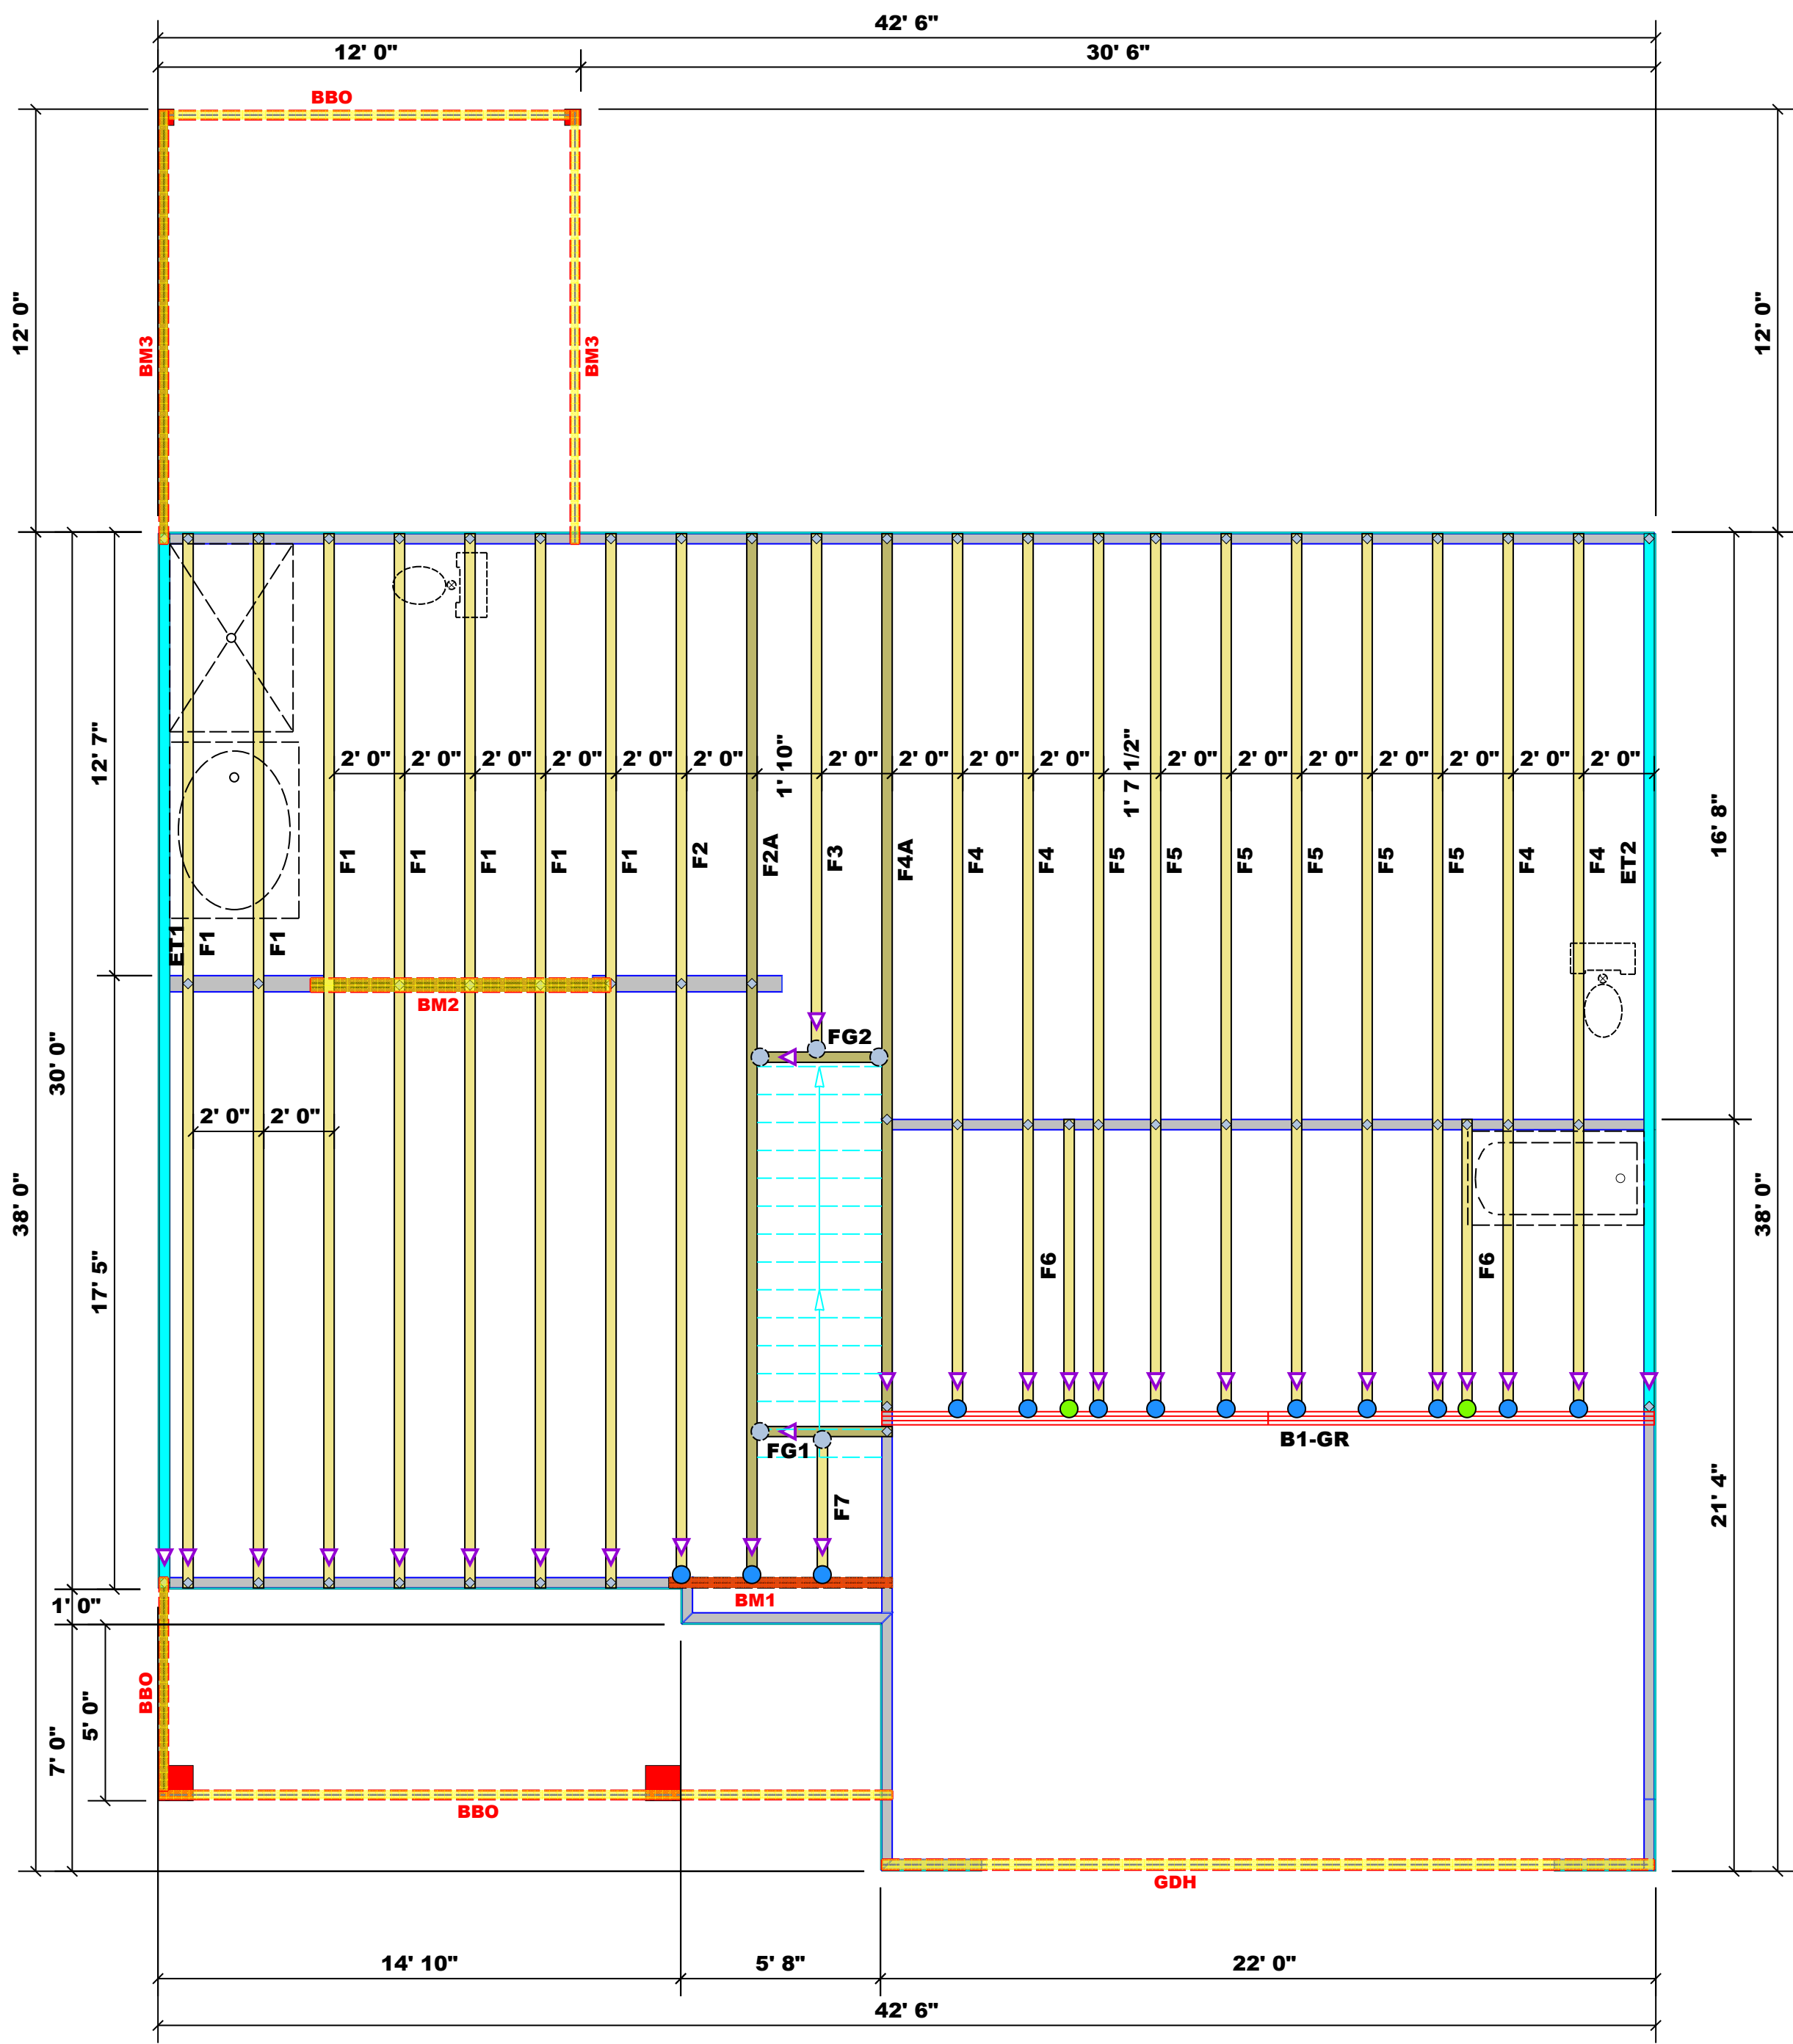 42' 6"
12' 0" 30' 6"
BBO
12' 0" 12' 0"
BM3 BM3
2' 0" 2' 0" 2' 0" 2' 0" 2' 0" 2' 0" 1' 10" 2' 0" 2' 0" 2' 0" 2' 0" 1' 7 1/2" 2' 0" 2' 0" 2' 0" 2' 0" 2' 0" 2' 0" 2' 0"
12' 7" 16' 8"
F1 F1 F1 F1 F1 F2 F2A F3 F4A F4 F4 F5 F5 F5 F5 F5 F5 F4 F4 ET2
ET1 F1 F1
BM2
FG2
30' 0"
2' 0" 2' 0"
38' 0" 38' 0"
17' 5"
F6 F6
B1-GR
FG1
F7
21' 4"
1' 0"
BM1
BBO
5' 0"
7' 0"
BBO
GDH
14' 10" 5' 8" 22' 0"
42' 6"